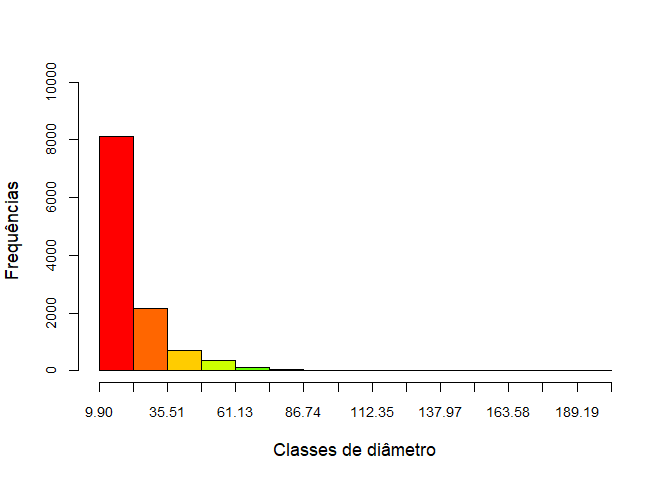 Frequências
10000
8000
6000
4000
2000
0
9.90 35.51 61.13 86.74 112.35 137.97 163.58 189.19
Classes de diâmetro